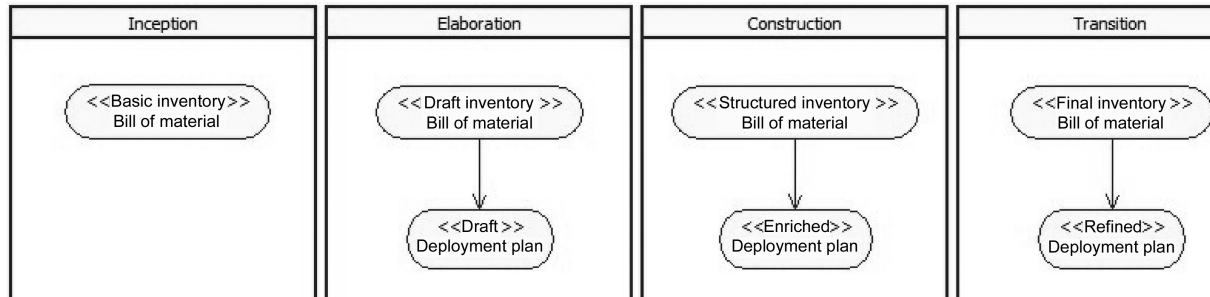 Inception
Elaboration
Construction
Transition
<<Basic inventory>>
Bill of material
<<Draft inventory >>
Bill of material
<<Structured inventory >>
Bill of material
<<Final inventory >>
Bill of material
<<Draft>>
Deployment plan
<<Enriched>>
Deployment plan
<<Refined>>
Deployment plan